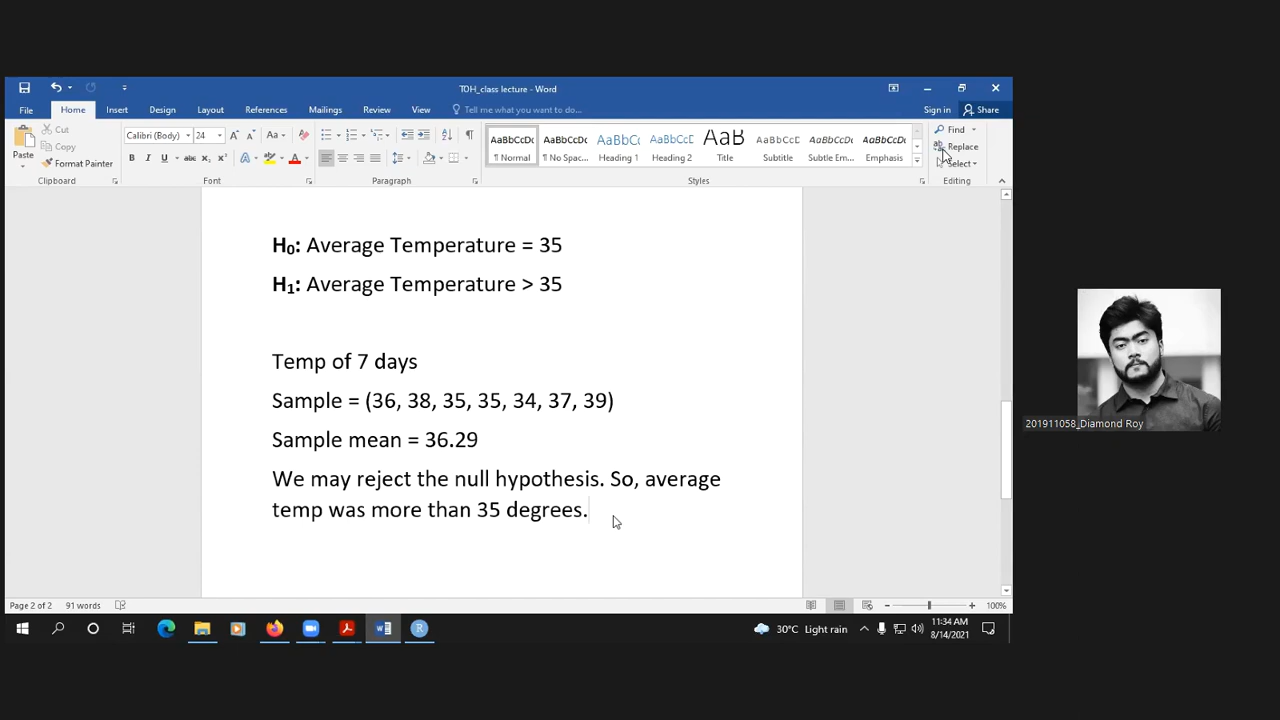 TOH_class lecture - Word
File Home Insert Design Layout References Mailings Review View Tell me what you want to do... Sign in Share
Paste Cut Copy Format Painter Clipboard
Calibri (Body) 24 Font
Paragraph
AaBbCcDc AaBbCcDc AaBbCc AaBbCcE AaB AaBbCcD AaBbCcDc AaBbCcDc
¶ Normal ¶ No Spac... Heading 1 Heading 2 Title Subtitle Subtle Em... Emphasis
Styles
Find
Replace
Select
Editing
H₀: Average Temperature = 35
H₁: Average Temperature > 35
Temp of 7 days
Sample = (36, 38, 35, 35, 34, 37, 39)
Sample mean = 36.29
We may reject the null hypothesis. So, average
temp was more than 35 degrees.
201911058_Diamond Roy
Page 2 of 2 91 words 100%
30°C Light rain 11:34 AM
8/14/2021